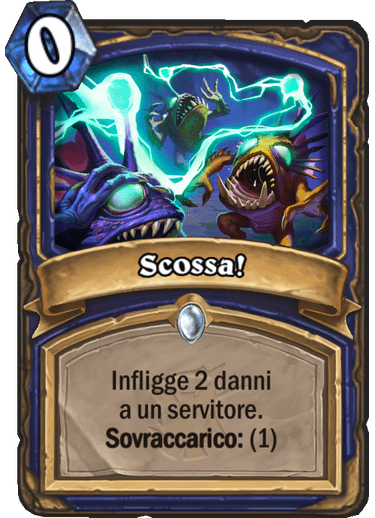 0
Scossa!
Infligge 2 danni
a un servitore.
Sovraccarico: (1)